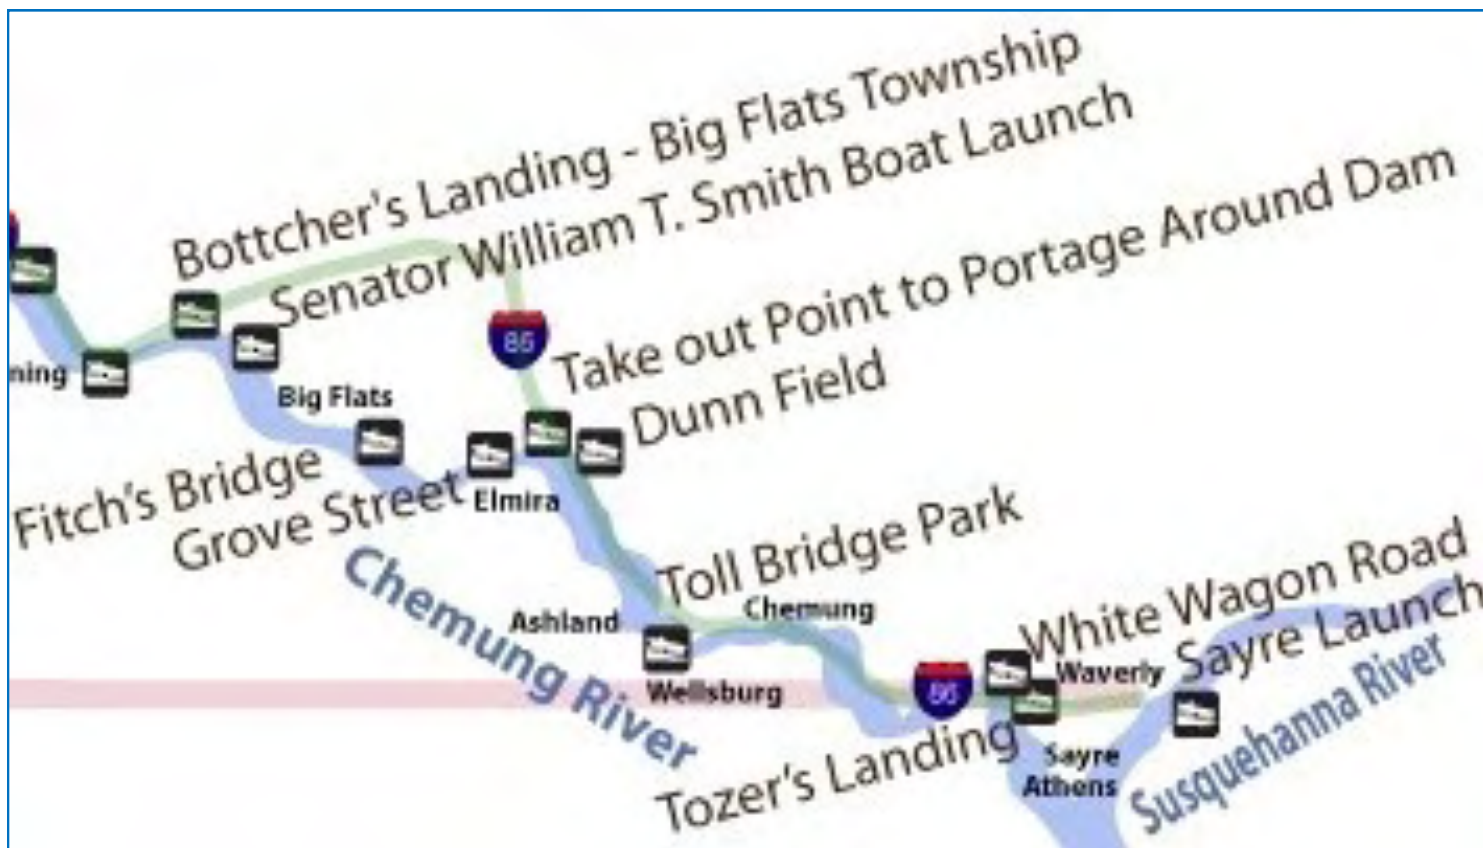 Bottcher's Landing - Big Flats Township
Senator William T. Smith Boat Launch
86
Take out Point to Portage Around Dam
Dunn Field
ning
Big Flats
Fitch's Bridge
Grove Street
Elmira
Chemung River
Toll Bridge Park
Chemung
Ashland
Wellsburg
White Wagon Road
Waverly
Sayre Launch
86
Tozer's Landing
Sayre
Athens
Susquehanna River